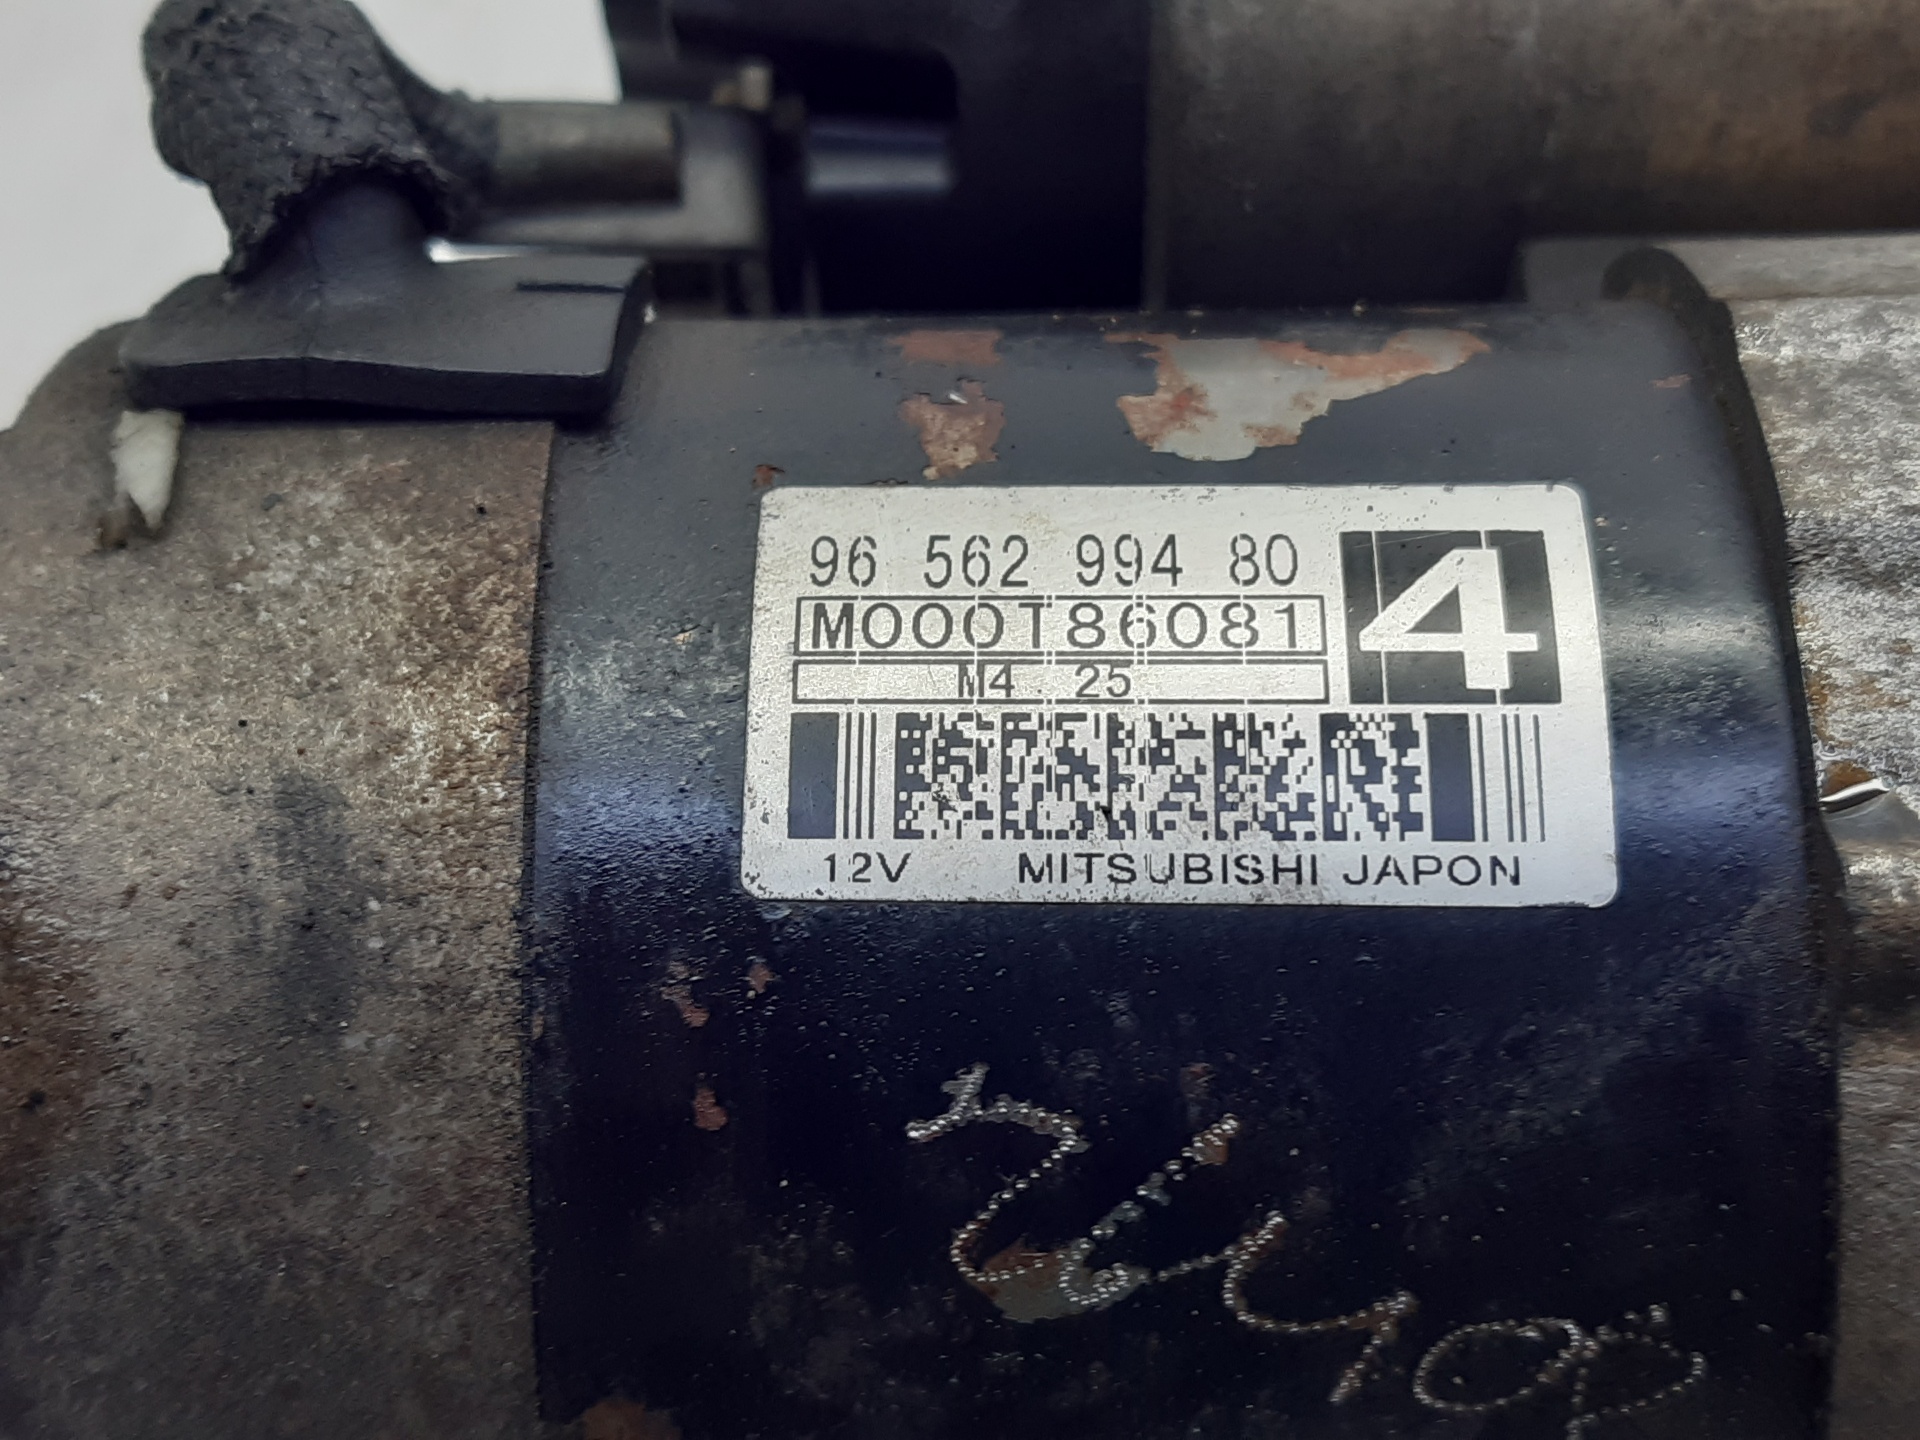 96 562 994 80
M000T86081
4
M4 25
12V MITSUBISHI JAPON